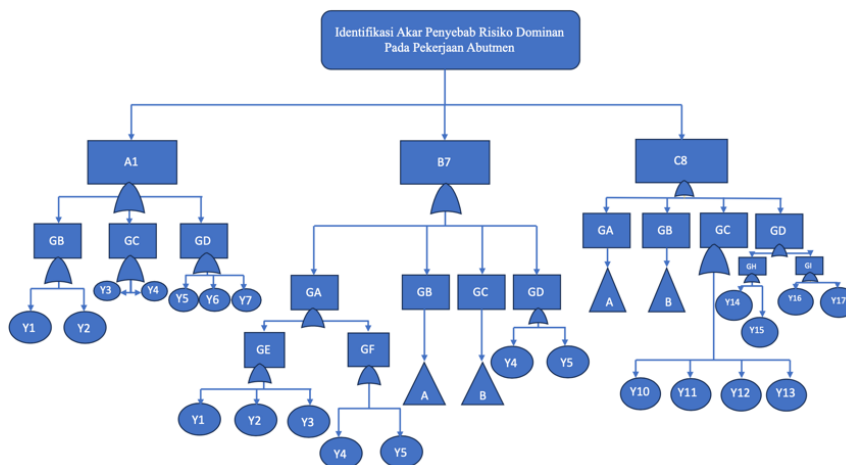 Identifikasi Akar Penyebab Risiko Dominan
Pada Pekerjaan Abutmen
A1
B7
C8
GB
GC
GD
GA
GB
GC
GD
GA
GB
GC
GD
GH
GI
Y3
Y4
Y5
Y6
Y7
Y1
Y2
GE
GF
A
B
Y4
Y5
A
B
Y14
Y15
Y16
Y17
Y1
Y2
Y3
Y4
Y5
Y10
Y11
Y12
Y13